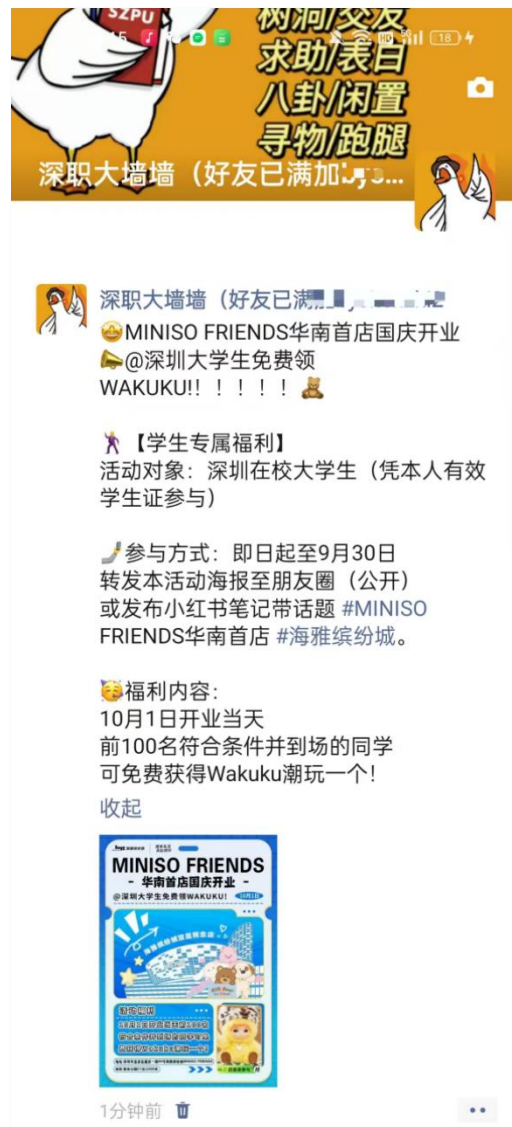 SZPU
树洞/交友
求助/表白
八卦/闲置
寻物/跑腿
18
深职大墙墙（好友已满加
深职大墙墙（好友已满
MINISO FRIENDS华南首店国庆开业
@深圳大学生免费领
WAKUKU!！！！！！
【学生专属福利】
活动对象：深圳在校大学生（凭本人有效
学生证参与）
参与方式：即日起至9月30日
转发本活动海报至朋友圈（公开）
或发布小红书笔记带话题 #MINISO
FRIENDS华南首店 #海雅缤纷城。
福利内容：
10月1日开业当天
前100名符合条件并到场的同学
可免费获得Wakuku潮玩一个！
收起
MINISO FRIENDS
- 华南首店国庆开业 -
@深圳大学生免费领WAKUKU!
10月1日
1分钟前